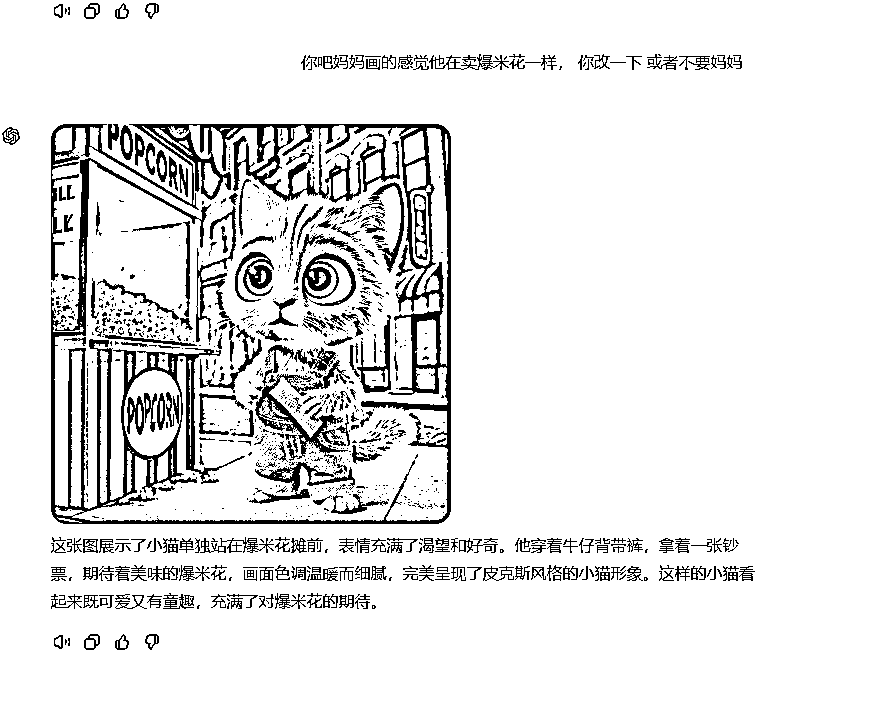 你吧妈妈画的感觉他在卖爆米花一样， 你改一下 或者不要妈妈
POPCORN
LK
POPCORN
这张图展示了小猫单独站在爆米花摊前，表情充满了渴望和好奇。他穿着牛仔背带裤，拿着一张钞
票，期待着美味的爆米花，画面色调温暖而细腻，完美呈现了皮克斯风格的小猫形象。这样的小猫看
起来既可爱又有童趣，充满了对爆米花的期待。